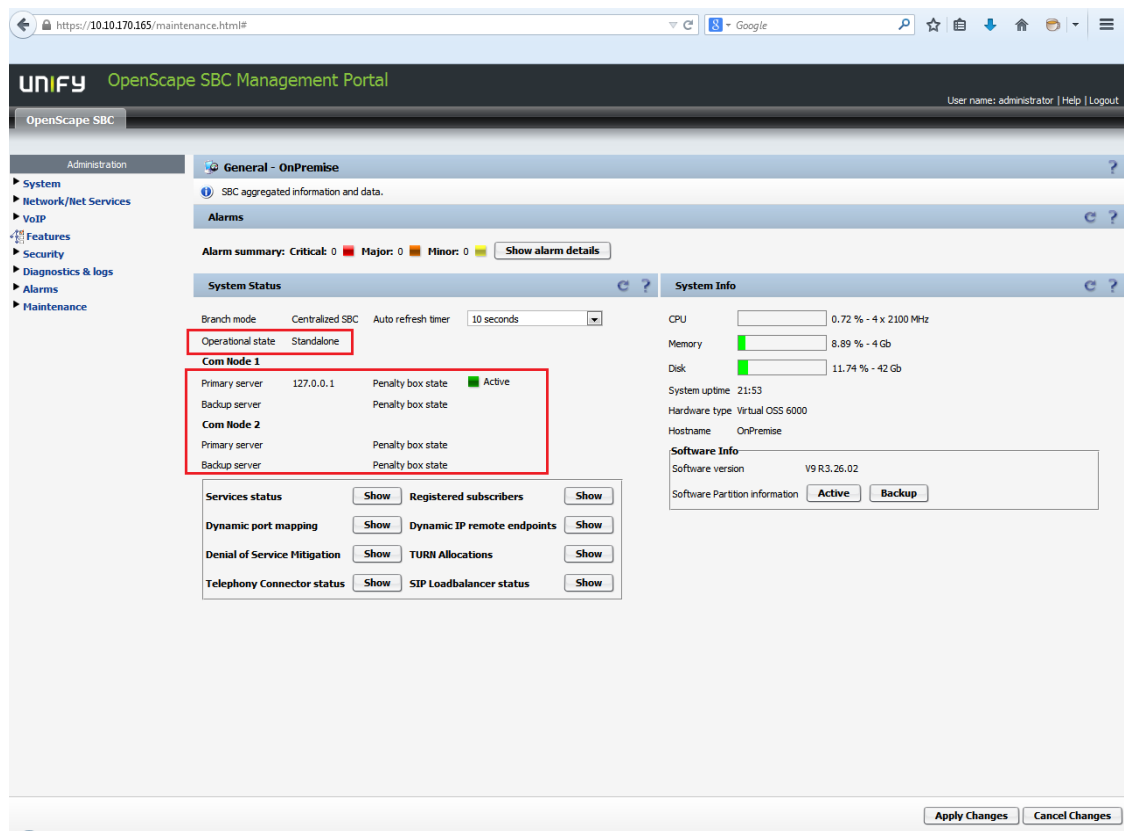 https://10.10.170.165/maintenance.html#
8 Google
UNIFY OpenScape SBC Management Portal
User name: administrator | Help | Logout
OpenScape SBC
Administration
System
Network/Net Services
VoIP
Features
Security
Diagnostics & logs
Alarms
Maintenance
General - OnPremise ?
SBC aggregated information and data.
Alarms ?
Alarm summary: Critical: 0 Major: 0 Minor: 0 Show alarm details
System Status ?
Branch mode Centralized SBC Auto refresh timer 10 seconds
Operational state Standalone
Com Node 1
Primary server 127.0.0.1 Penalty box state Active
Backup server Penalty box state
Com Node 2
Primary server Penalty box state
Backup server Penalty box state
Services status Show Registered subscribers Show
Dynamic port mapping Show Dynamic IP remote endpoints Show
Denial of Service Mitigation Show TURN Allocations Show
Telephony Connector status Show SIP Loadbalancer status Show
System Info ?
CPU 0.72 % - 4 x 2100 MHz
Memory 8.89 % - 4 Gb
Disk 11.74 % - 42 Gb
System uptime 21:53
Hardware type Virtual OSS 6000
Hostname OnPremise
Software Info
Software version V9 R3.26.02
Software Partition information Active Backup
Apply Changes Cancel Changes